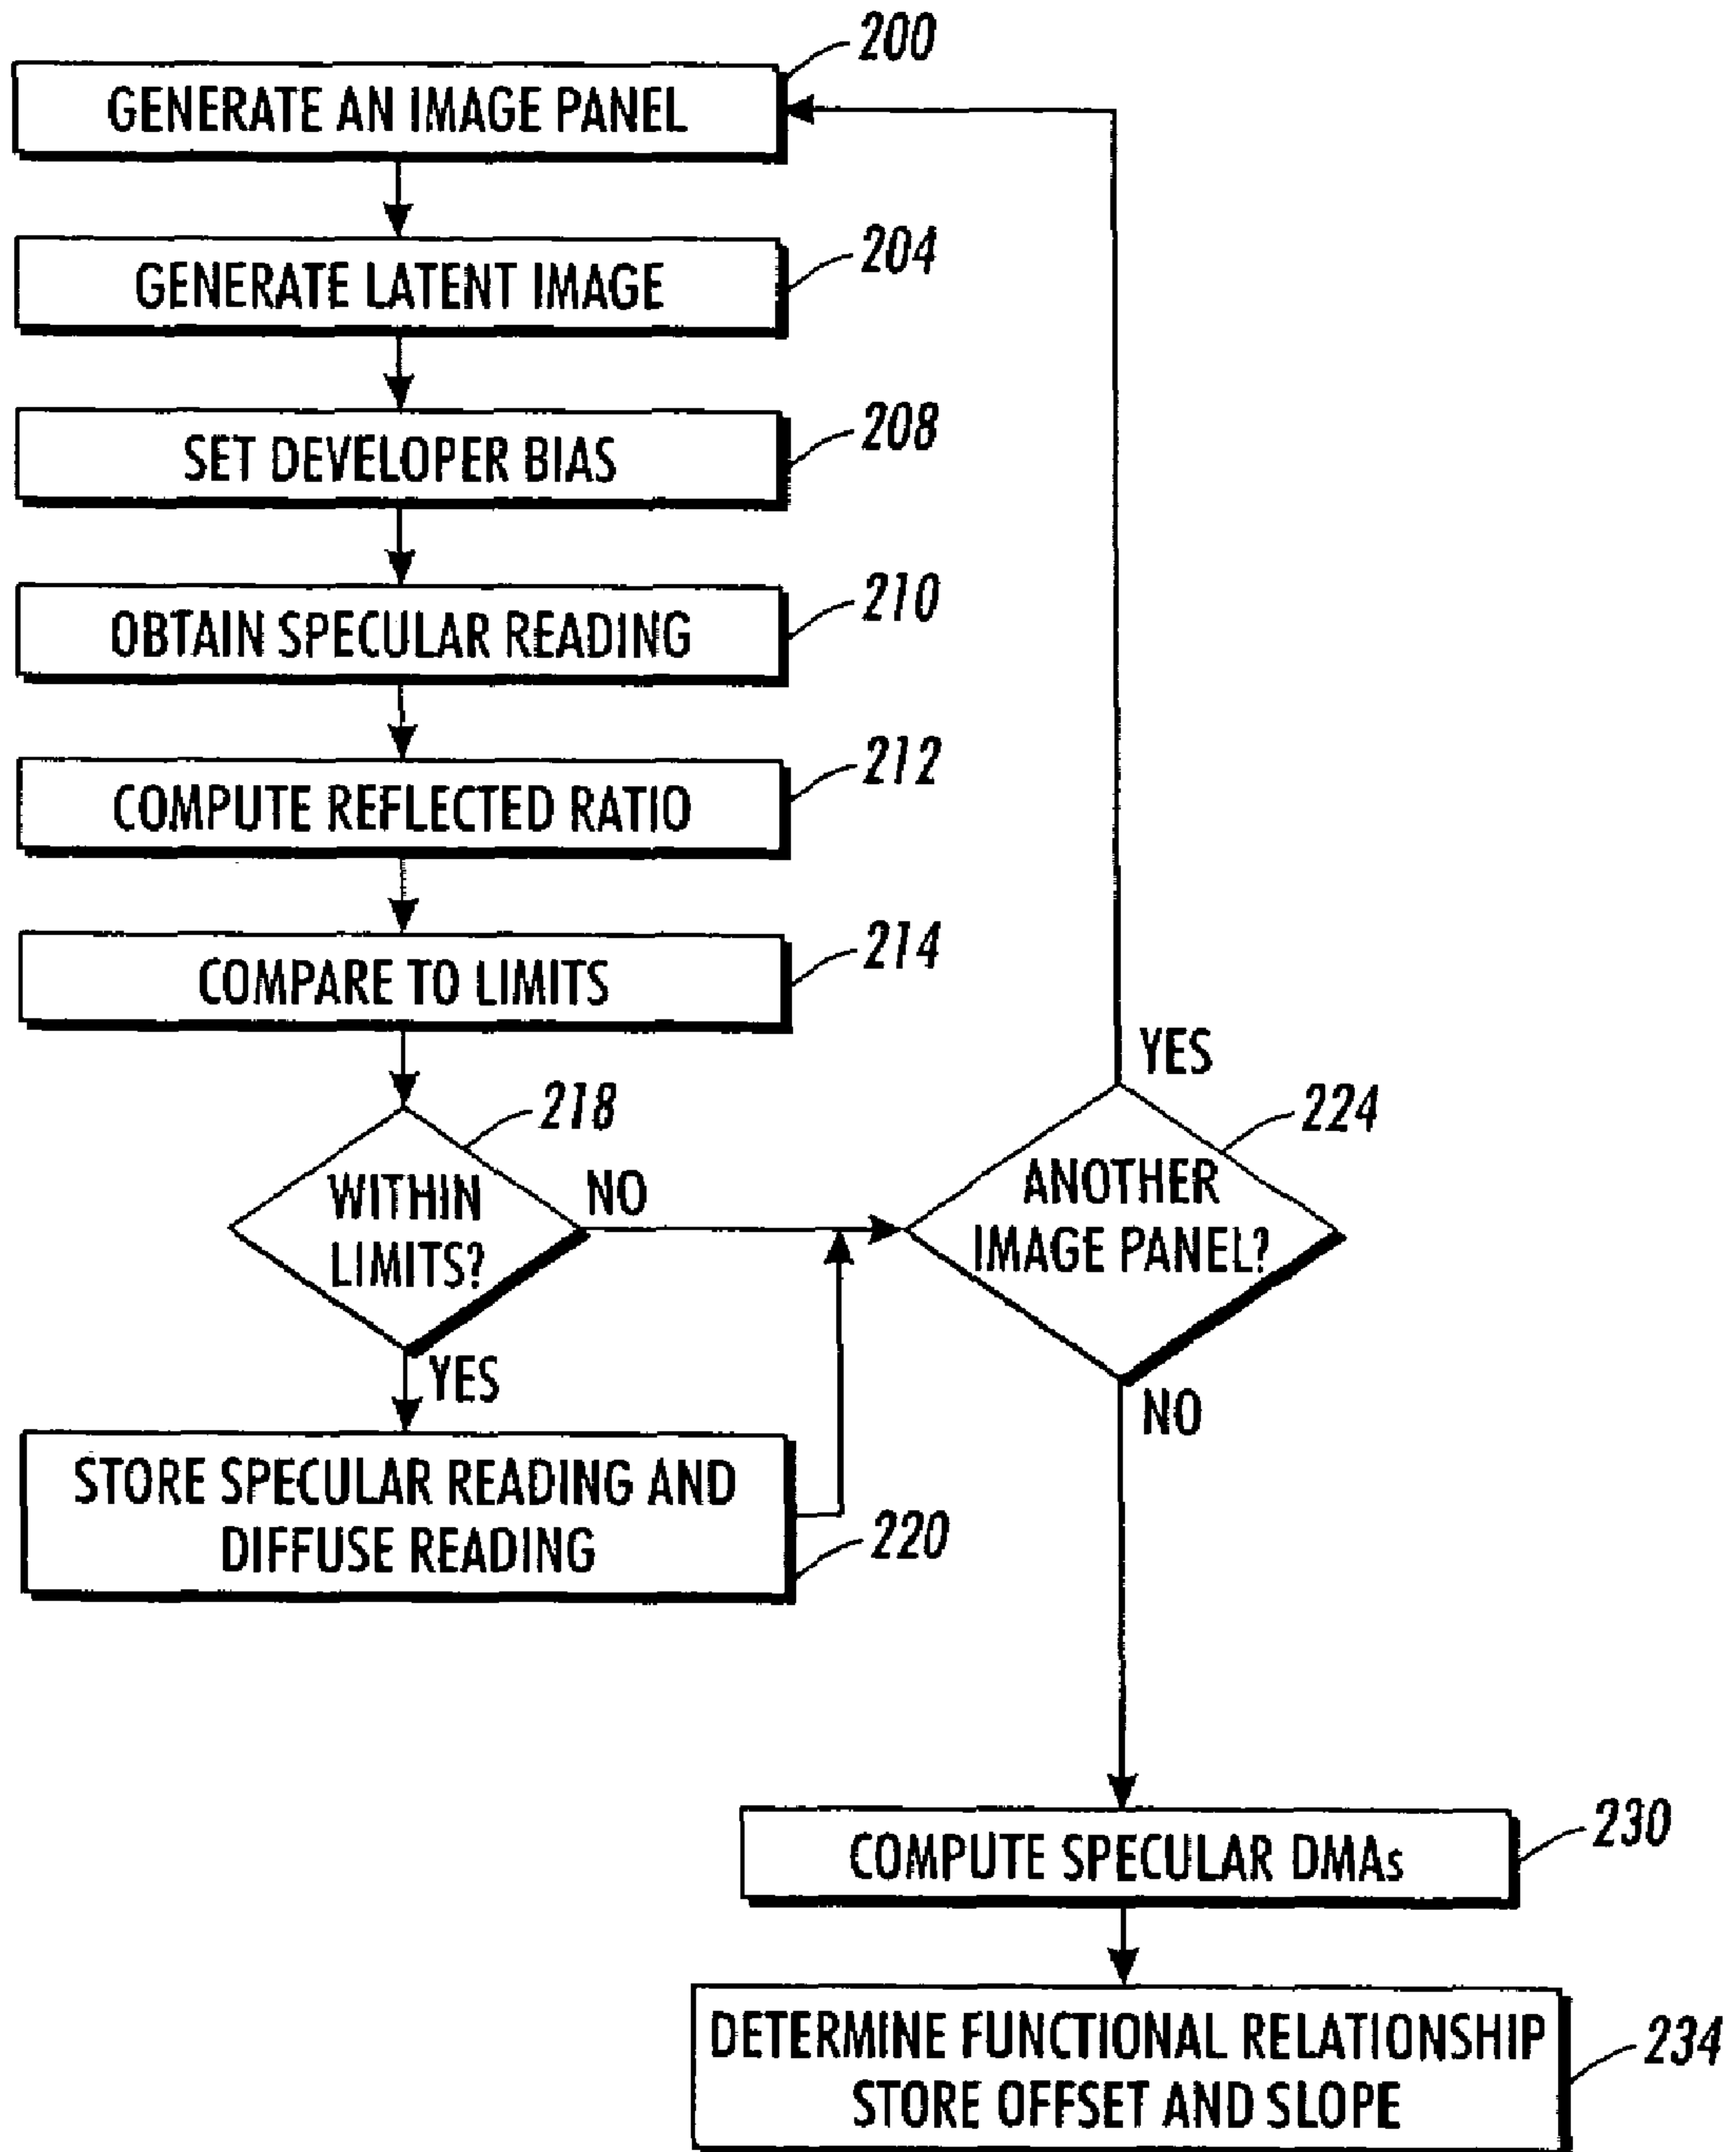 200
GENERATE AN IMAGE PANEL
204
GENERATE LATENT IMAGE
208
SET DEVELOPER BIAS
210
OBTAIN SPECULAR READING
212
COMPUTE REFLECTED RATIO
214
COMPARE TO LIMITS
218
WITHIN
LIMITS?
NO
YES
STORE SPECULAR READING AND
DIFFUSE READING
220
YES
224
ANOTHER
IMAGE PANEL?
NO
230
COMPUTE SPECULAR DMAs
DETERMINE FUNCTIONAL RELATIONSHIP
STORE OFFSET AND SLOPE
234